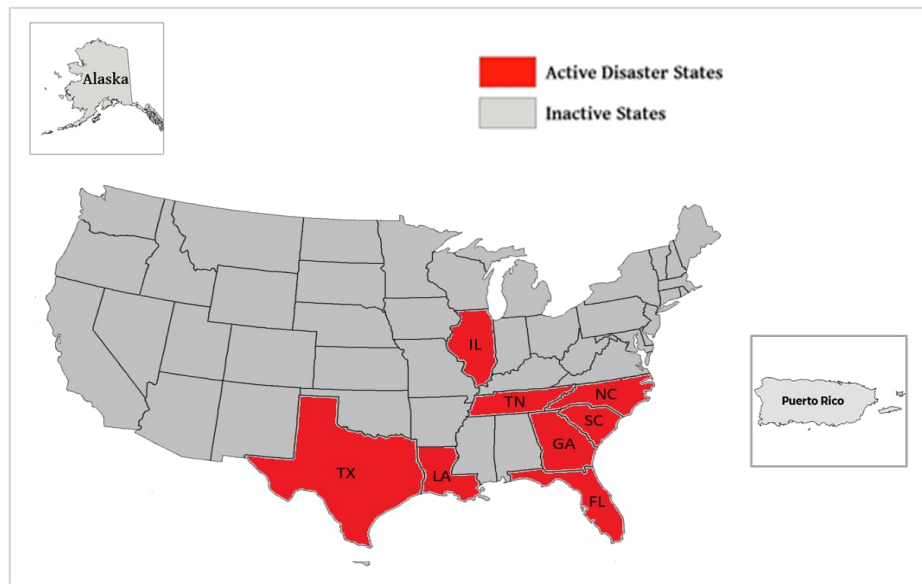 Alaska
Active Disaster States
Inactive States
IL
TN
NC
SC
GA
TX
LA
FL
Puerto Rico